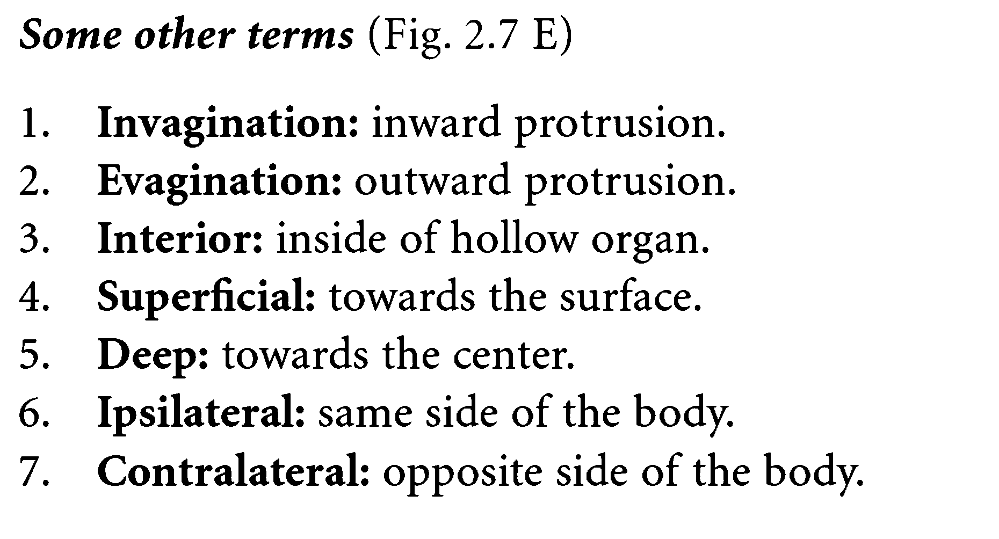 Some other terms (Fig. 2.7 E)
1. Invagination: inward protrusion.
2. Evagination: outward protrusion.
3. Interior: inside of hollow organ.
4. Superficial: towards the surface.
5. Deep: towards the center.
6. Ipsilateral: same side of the body.
7. Contralateral: opposite side of the body.